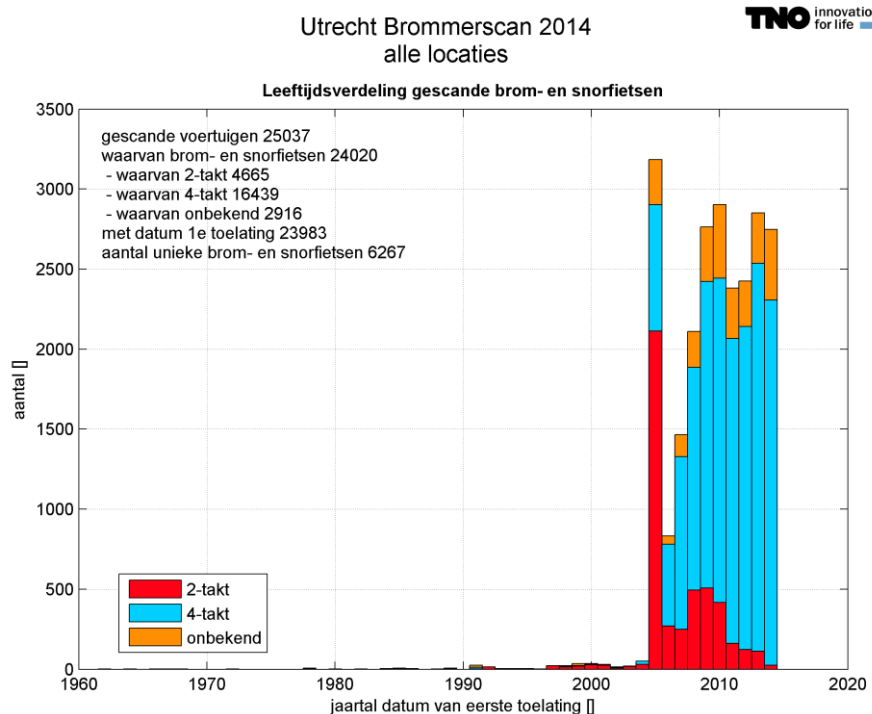 Utrecht Brommerscan 2014
alle locaties
TNO innovatio
for life
Leeftijdsverdeling gescande brom- en snorfietsen
3500
3000
2500
2000
1500
1000
500
0
aantal []
gescande voertuigen 25037
waarvan brom- en snorfietsen 24020
- waarvan 2-takt 4665
- waarvan 4-takt 16439
- waarvan onbekend 2916
met datum 1e toelating 23983
aantal unieke brom- en snorfietsen 6267
2-takt
4-takt
onbekend
1960 1970 1980 1990 2000 2010 2020
jaartal datum van eerste toelating []